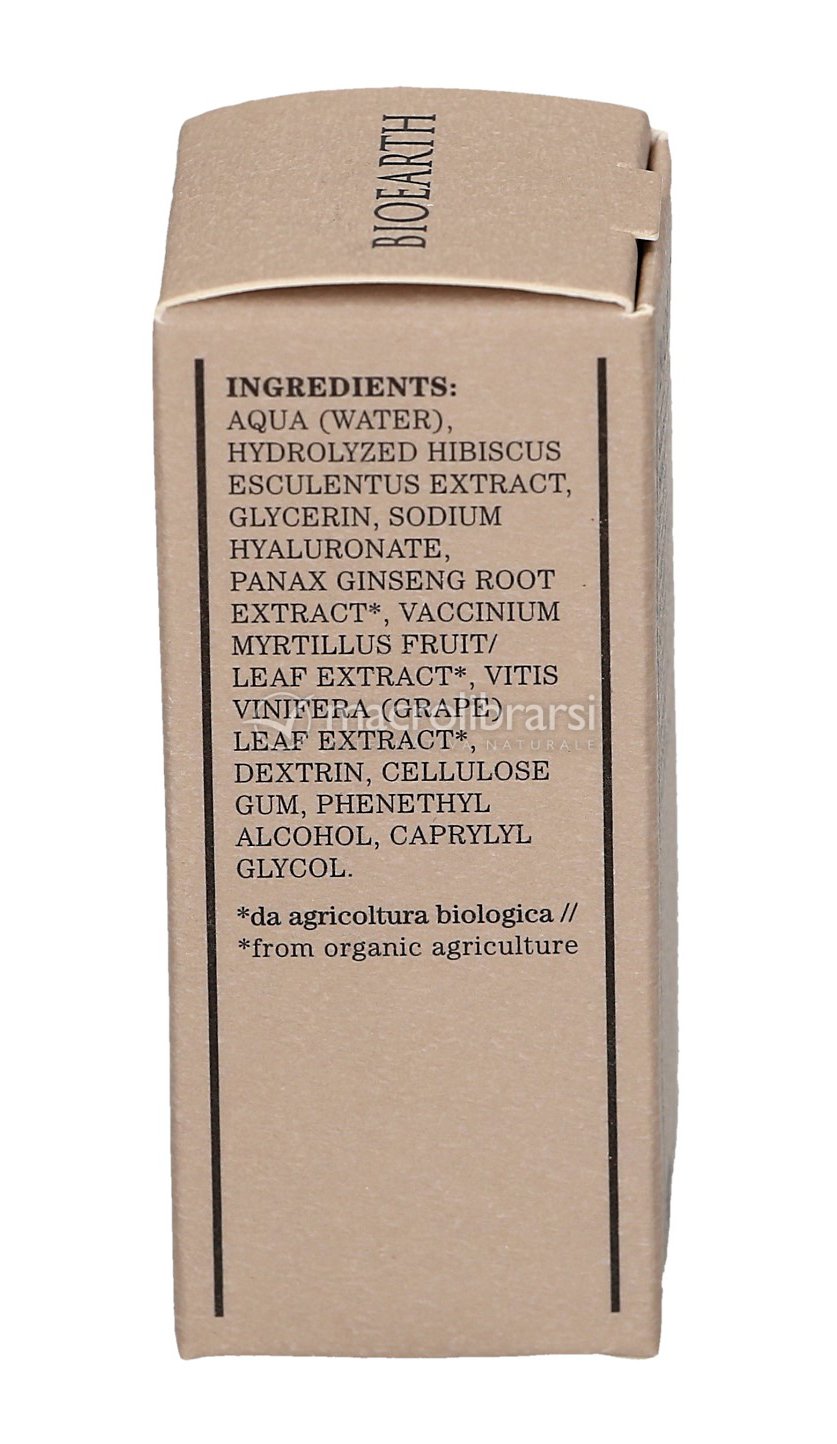 BIOEARTH
INGREDIENTS:
AQUA (WATER),
HYDROLYZED HIBISCUS
ESCULENTUS EXTRACT,
GLYCERIN, SODIUM
HYALURONATE,
PANAX GINSENG ROOT
EXTRACT*, VACCINIUM
MYRTILLUS FRUIT/
LEAF EXTRACT*, VITIS
VINIFERA (GRAPE)
macrolibrarsi
LEAF EXTRACT*,
NATURALE
DEXTRIN, CELLULOSE
GUM, PHENETHYL
ALCOHOL, CAPRYLYL
GLYCOL.
*da agricoltura biologica //
*from organic agriculture